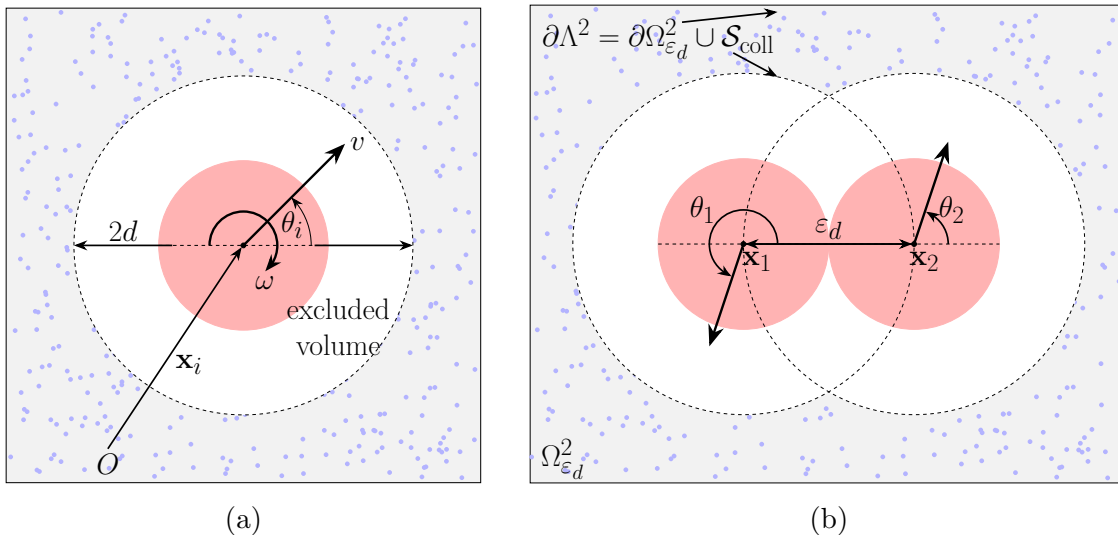 v
2d
θ_i
ω
excluded
volume
x_i
O
(a)
∂Λ² = ∂Ω²_{ε_d} ∪ S_coll
θ_1
ε_d
θ_2
x_1
x_2
Ω²_{ε_d}
(b)